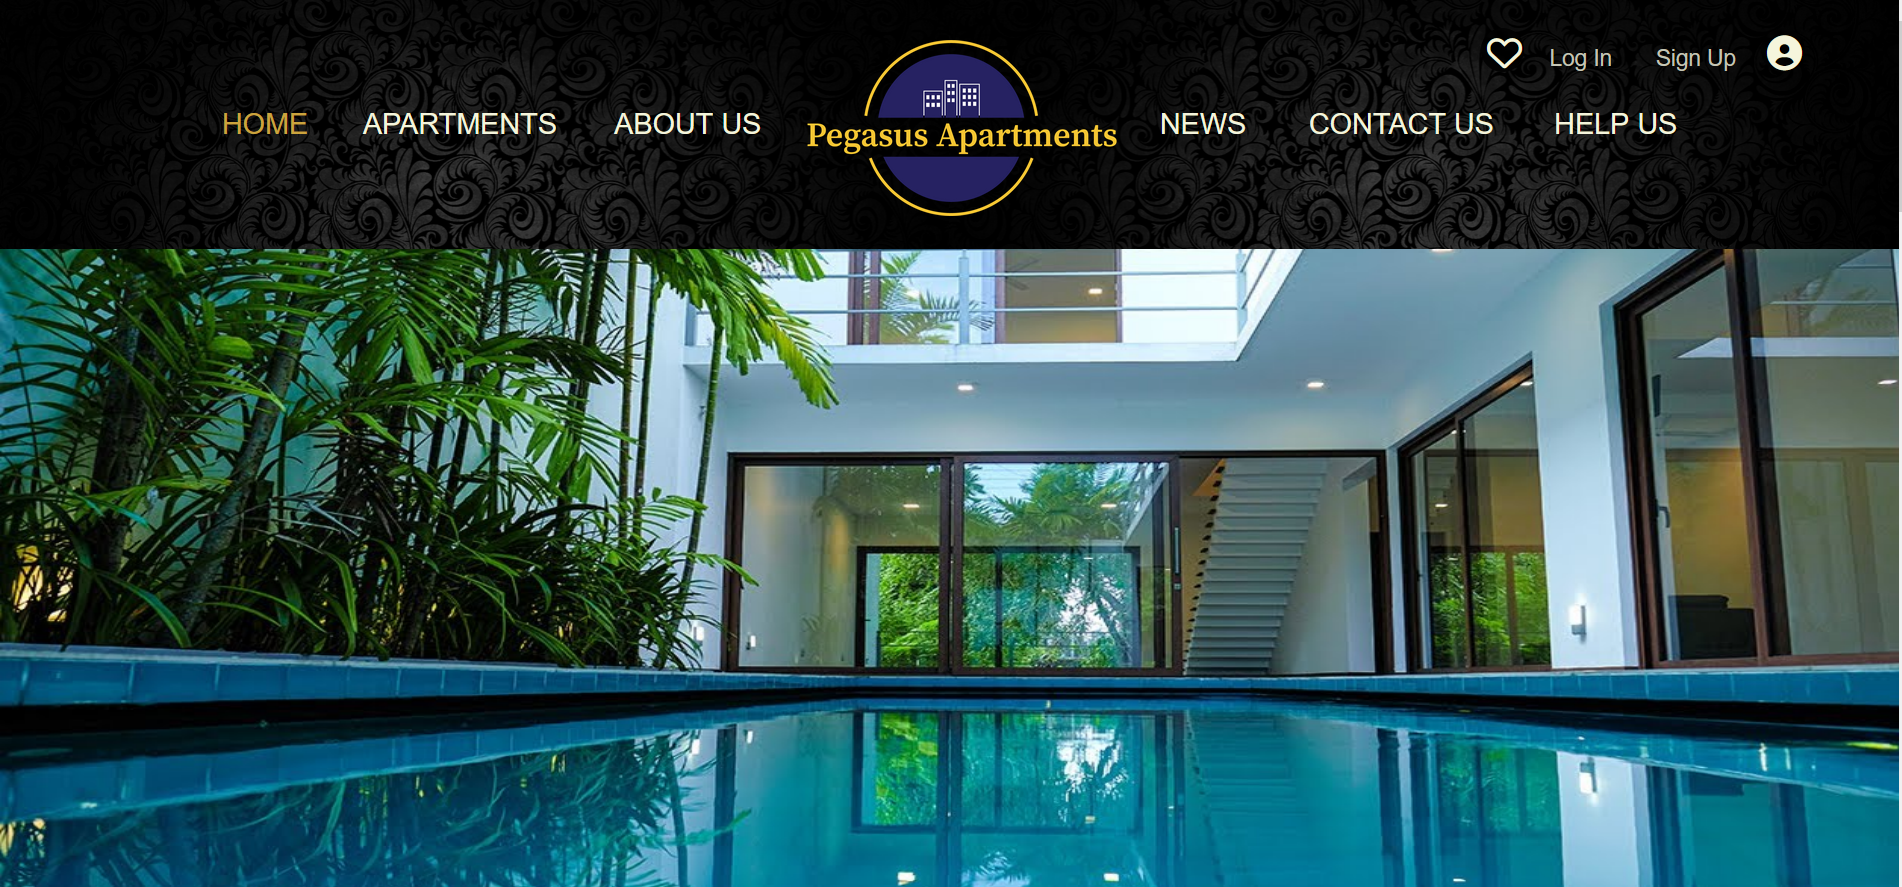 Log In
Sign Up
HOME
APARTMENTS
ABOUT US
Pegasus Apartments
NEWS
CONTACT US
HELP US